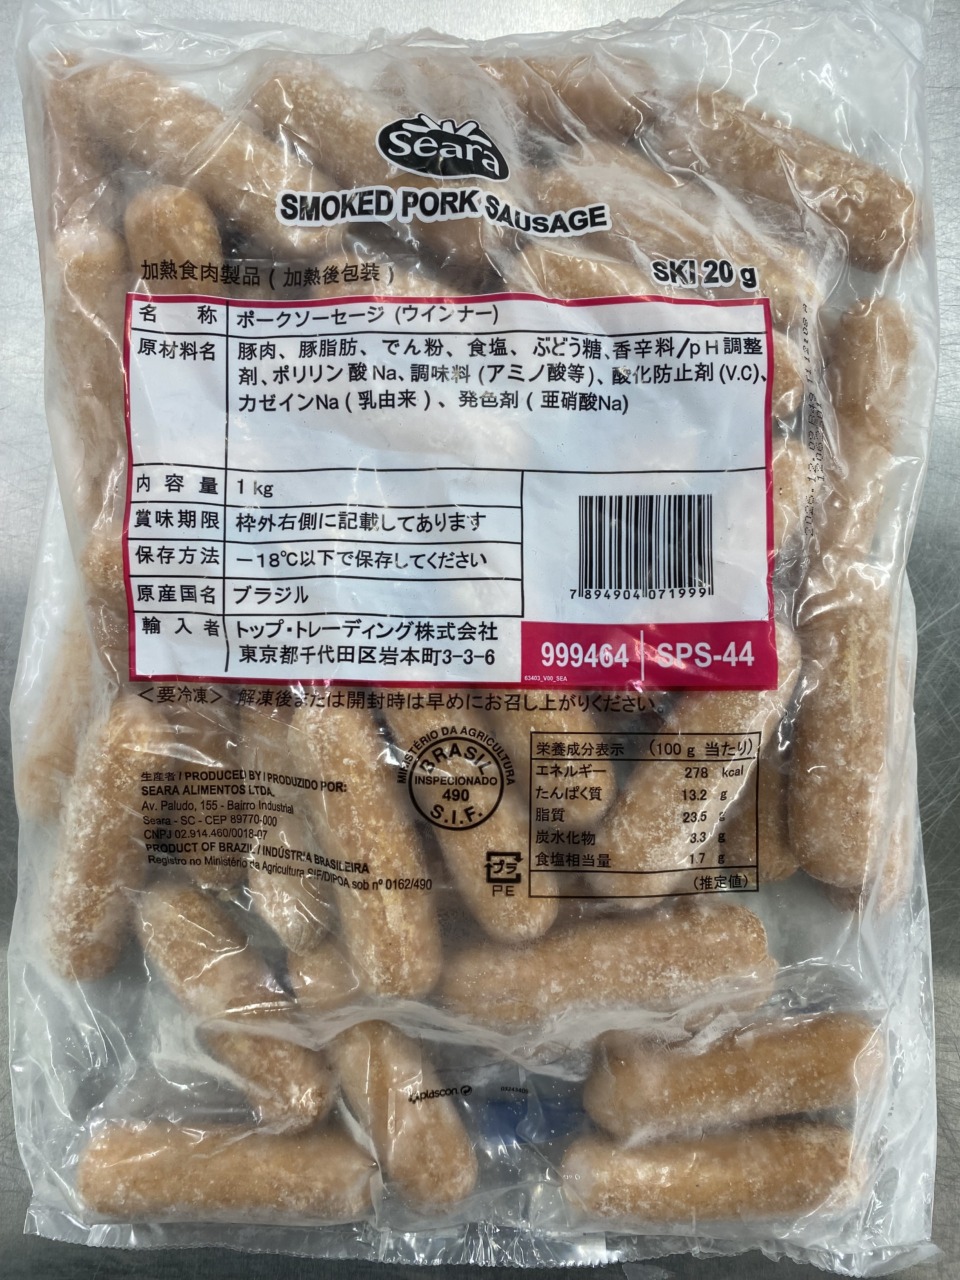 Seara
SMOKED PORK SAUSAGE
加熱食肉製品 ( 加熱後包装 )
SKI 20 g
名 称 ポークソーセージ (ウインナー)
原材料名 豚肉、豚脂肪、でん粉、食塩、ぶどう糖、香辛料/pH調整
剤、ポリリン酸Na、調味料 (アミノ酸等)、酸化防止剤 (V.C)、
カゼインNa ( 乳由来 ) 、発色剤 ( 亜硝酸Na)
内 容 量 1 kg
賞味期限 枠外右側に記載してあります
保存方法 －18℃以下で保存してください
原産国名 ブラジル
輸 入 者 トップ・トレーディング株式会社
東京都千代田区岩本町3-3-6
7 894904 071999
999464 SPS-44
63403_V00_SEA
＜要冷凍＞ 解凍後または開封時は早めにお召し上がりください。
生産者 / PRODUCED BY / PRODUZIDO POR:
SEARA ALIMENTOS LTDA.
Av. Paludo, 155 - Bairro Industrial
Seara - SC - CEP 89770-000
CNPJ 02.914.460/0018-07
PRODUCT OF BRAZIL / INDÚSTRIA BRASILEIRA
Registro no Ministério da Agricultura SIF/DIPOA sob nº 0162/490
MINISTÉRIO DA AGRICULTURA
BRASIL
INSPECIONADO
490
S.I.F.
プラ
PE
栄養成分表示 (100 g 当たり)
エネルギー 278 kcal
たんぱく質 13.2 g
脂質 23.5 g
炭水化物 3.3 g
食塩相当量 1.7 g
(推定値)
plascon